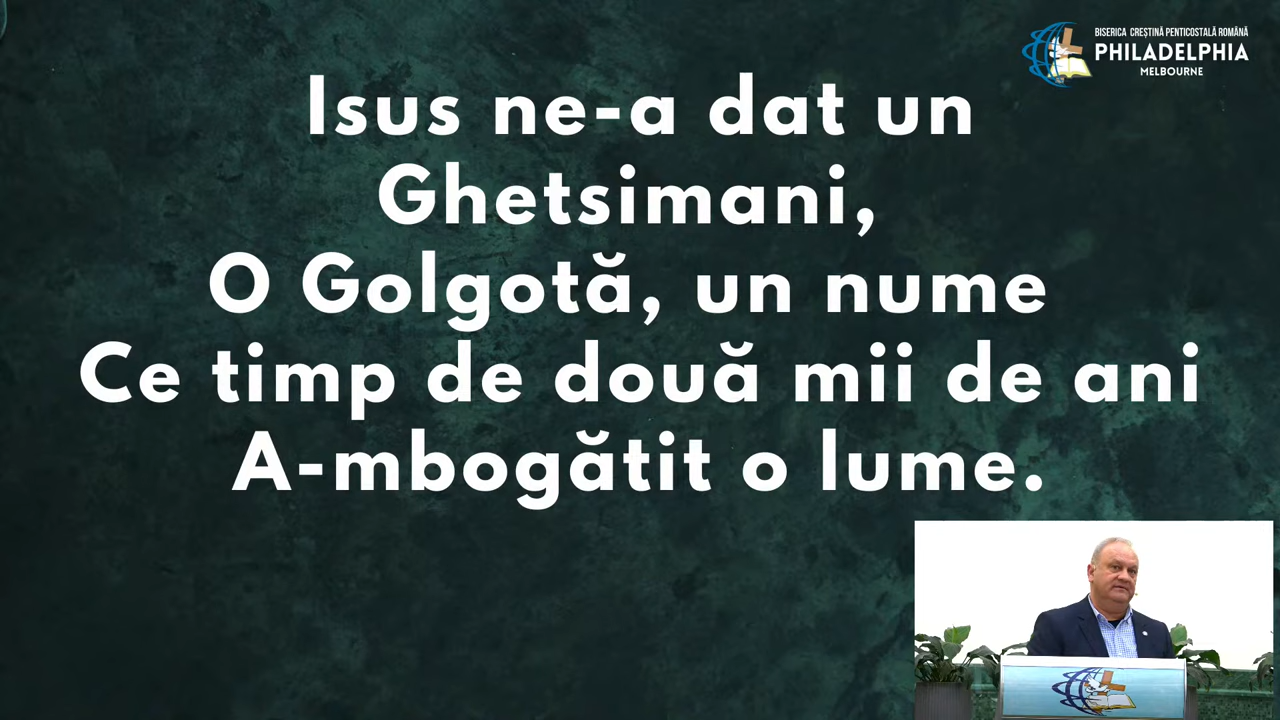 BISERICA CREȘTINĂ PENTICOSTALĂ ROMÂNĂ
PHILADELPHIA
MELBOURNE
Isus ne-a dat un
Ghetsimani,
O Golgotă, un nume
Ce timp de două mii de ani
A-mbogătit o lume.